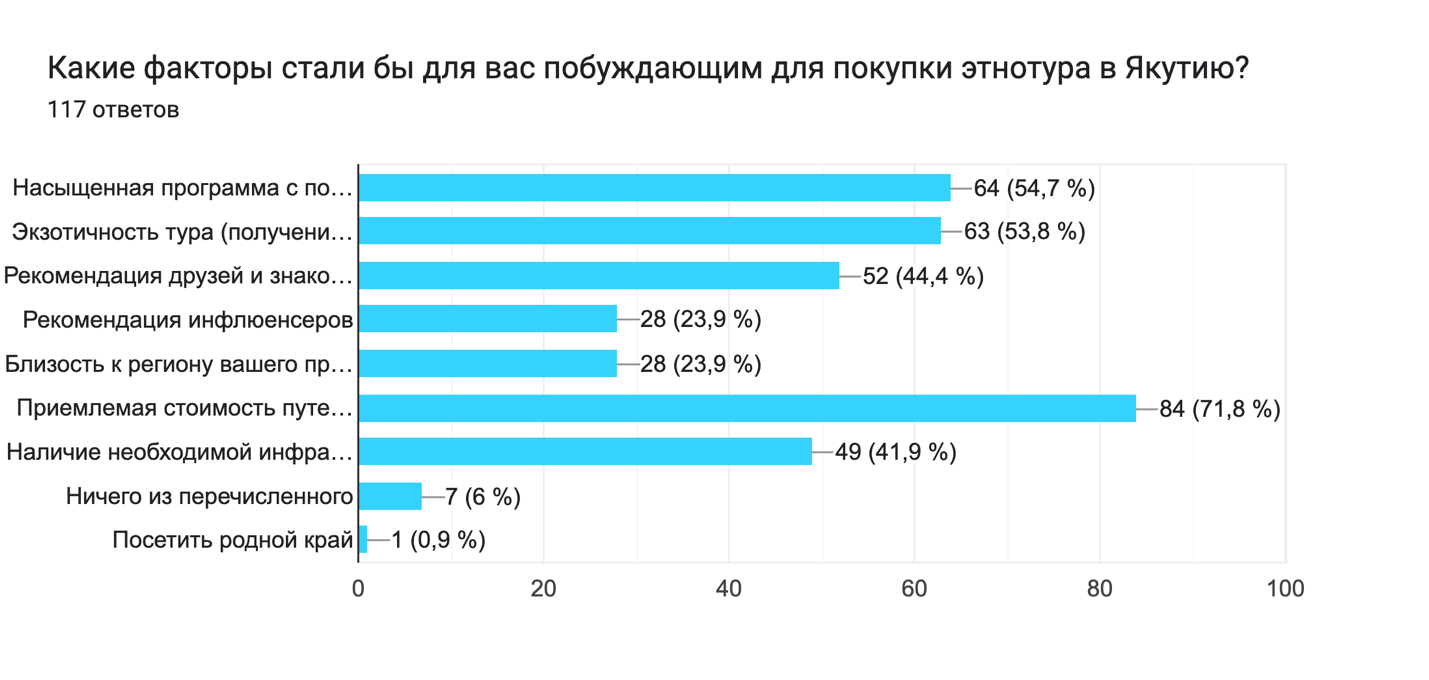 Какие факторы стали бы для вас побуждающим для покупки этнотура в Якутию?
117 ответов
Насыщенная программа с по… 64 (54,7 %)
Экзотичность тура (получени… 63 (53,8 %)
Рекомендация друзей и знако… 52 (44,4 %)
Рекомендация инфлюенсеров 28 (23,9 %)
Близость к региону вашего пр… 28 (23,9 %)
Приемлемая стоимость путе… 84 (71,8 %)
Наличие необходимой инфра… 49 (41,9 %)
Ничего из перечисленного 7 (6 %)
Посетить родной край 1 (0,9 %)
0 20 40 60 80 100